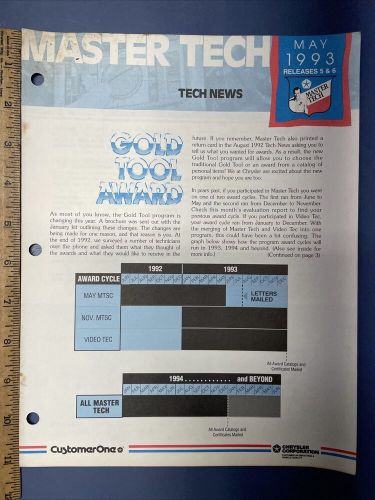 MASTER TECH
MAY
1993
RELEASES 5 & 6
MASTER
TECH
TECH NEWS
GOLD
TOOL
AWARD
As most of you know, the Gold Tool program is
changing this year. A brochure was sent out with the
January kit outlining these changes. The changes are
being made for one reason, and that reason is you. At
the end of 1992, we surveyed a number of technicians
over the phone and asked them what they thought of
the awards and what they would like to receive in the
future. If you remember, Master Tech also printed a
return card in the August 1992 Tech News asking you to
tell us what you wanted for awards. As a result, the new
Gold Tool program will allow you to choose the
traditional Gold Tool or an award from a catalog of
personal items! We at Chrysler are excited about the new
program and hope you are too.
In years past, if you participated in Master Tech you went
on one of two award cycles. The first ran from June to
May and the second ran from December to November.
Check this month's evaluation report to find your
previous award cycle. If you participated in Video Tec,
your award cycle ran from January to December. With
the merging of Master Tech and Video Tec into one
program, this could have been a bit confusing. The
graph below shows how the program award cycles will
run in 1993, 1994 and beyond. (Also see inside for
more info.) (Continued on page 3)
1992 1993
AWARD CYCLE
MAY MTSC
LETTERS
MAILED
NOV. MTSC
VIDEO TEC
All Award Catalogs and
Certificates Mailed
1994 . . . . . . . . . . . . and BEYOND
ALL MASTER
TECH
All Award Catalogs and
Certificates Mailed
CustomerOne
CHRYSLER
CORPORATION